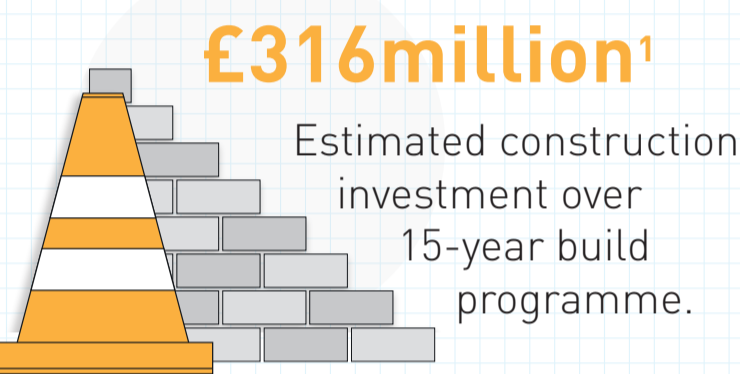 £316million¹
Estimated construction
investment over
15-year build
programme.